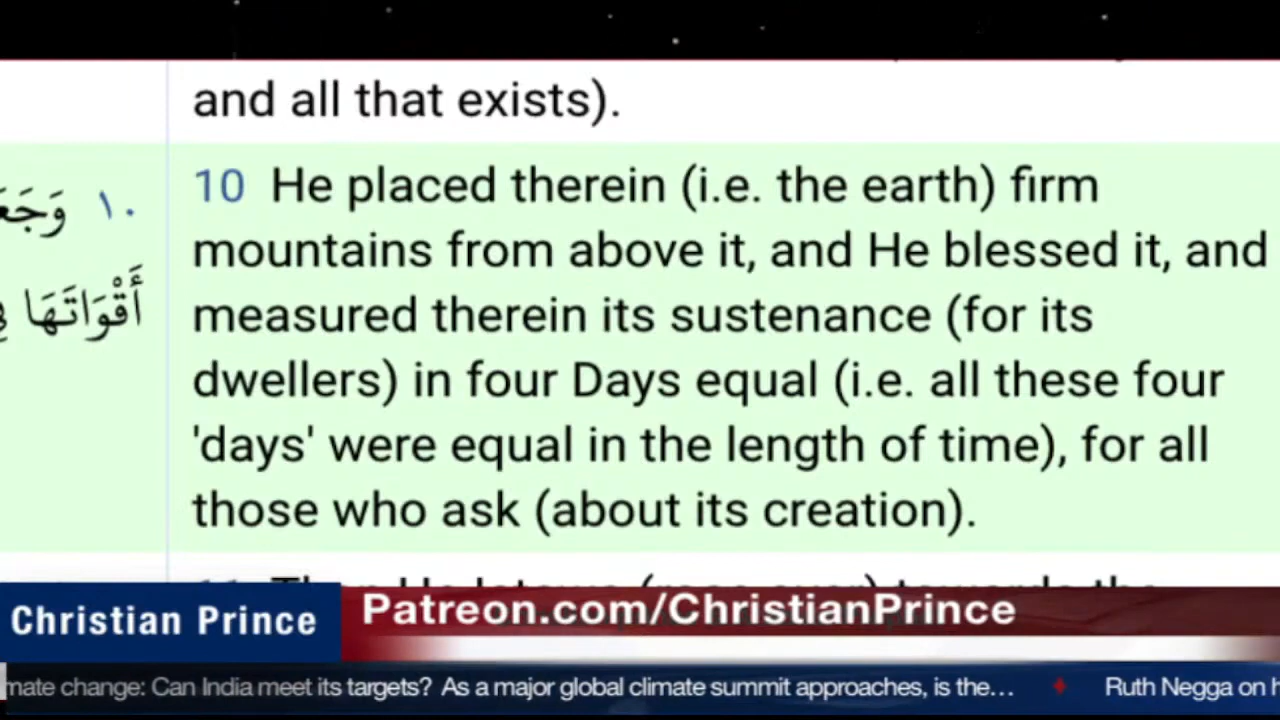 and all that exists).
١٠
أَقْوَاتَهَا
10 He placed therein (i.e. the earth) firm
mountains from above it, and He blessed it, and
measured therein its sustenance (for its
dwellers) in four Days equal (i.e. all these four
'days' were equal in the length of time), for all
those who ask (about its creation).
Christian Prince
Patreon.com/ChristianPrince
mate change: Can India meet its targets? As a major global climate summit approaches, is the... Ruth Negga on